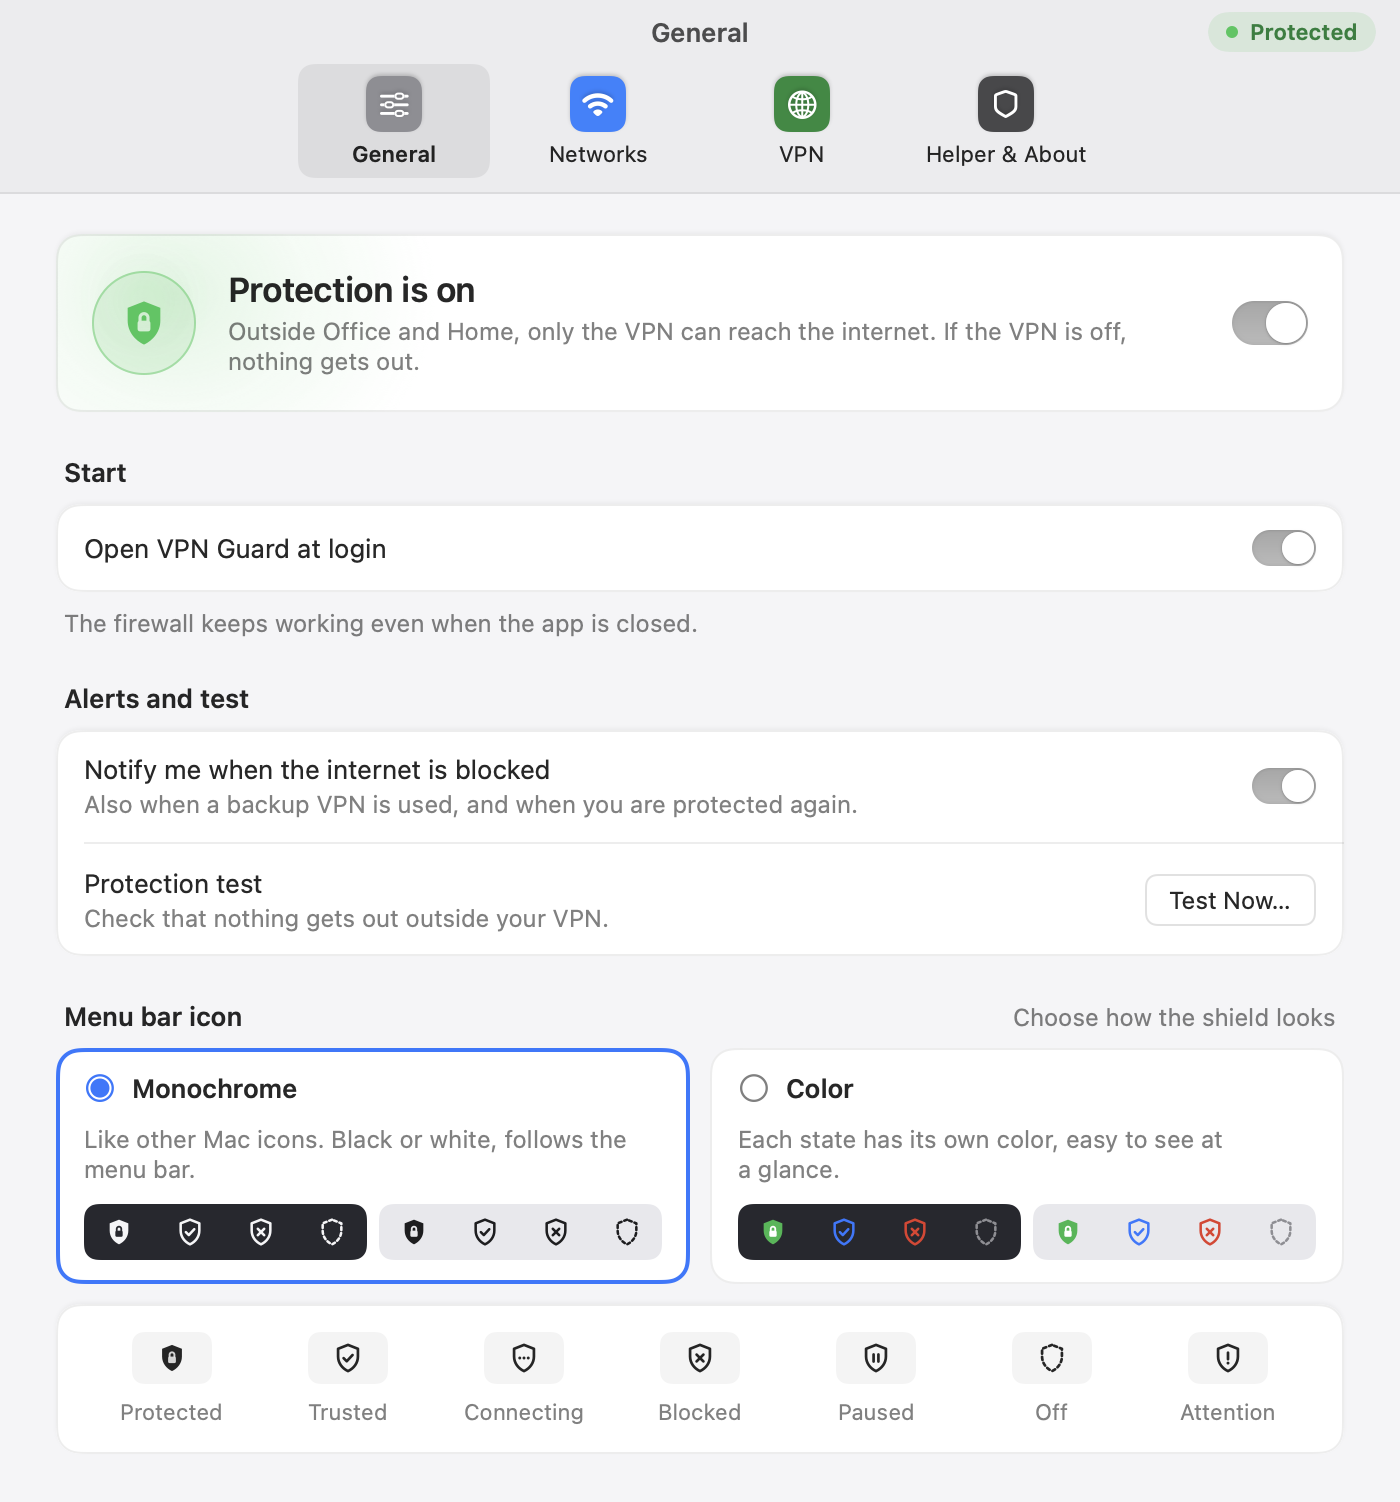 General
Protected
General
Networks
VPN
Helper & About
Protection is on
Outside Office and Home, only the VPN can reach the internet. If the VPN is off,
nothing gets out.
Start
Open VPN Guard at login
The firewall keeps working even when the app is closed.
Alerts and test
Notify me when the internet is blocked
Also when a backup VPN is used, and when you are protected again.
Protection test
Check that nothing gets out outside your VPN.
Test Now...
Menu bar icon
Choose how the shield looks
Monochrome
Like other Mac icons. Black or white, follows the
menu bar.
Color
Each state has its own color, easy to see at
a glance.
Protected
Trusted
Connecting
Blocked
Paused
Off
Attention